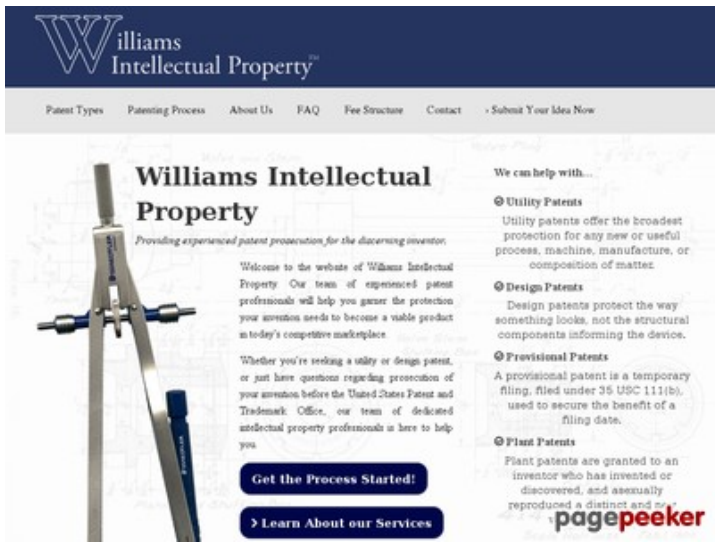 Williams
Intellectual Property
Patent Types Patenting Process About Us FAQ Fee Structure Contact › Submit Your Idea Now
Williams Intellectual
Property
Providing experienced patent prosecution for the discerning inventor.
Welcome to the website of Williams Intellectual
Property. Our team of experienced patent
professionals will help you garner the protection
your invention needs to become a viable product
in today's competitive marketplace.
Whether you're seeking a utility or design patent,
or just have questions regarding prosecution of
your invention before the United States Patent and
Trademark Office, our team of dedicated
intellectual property professionals is here to help
you.
Get the Process Started!
Learn About our Services
We can help with...
Utility Patents
Utility patents offer the broadest
protection for any new or useful
process, machine, manufacture, or
composition of matter.
Design Patents
Design patents protect the way
something looks, not the structural
components informing the device.
Provisional Patents
A provisional patent is a temporary
filing, filed under 35 USC 111(b),
used to secure the benefit of a
filing date.
Plant Patents
Plant patents are granted to an
inventor who has invented or
discovered, and asexually
reproduced a distinct and new
pagepeeker